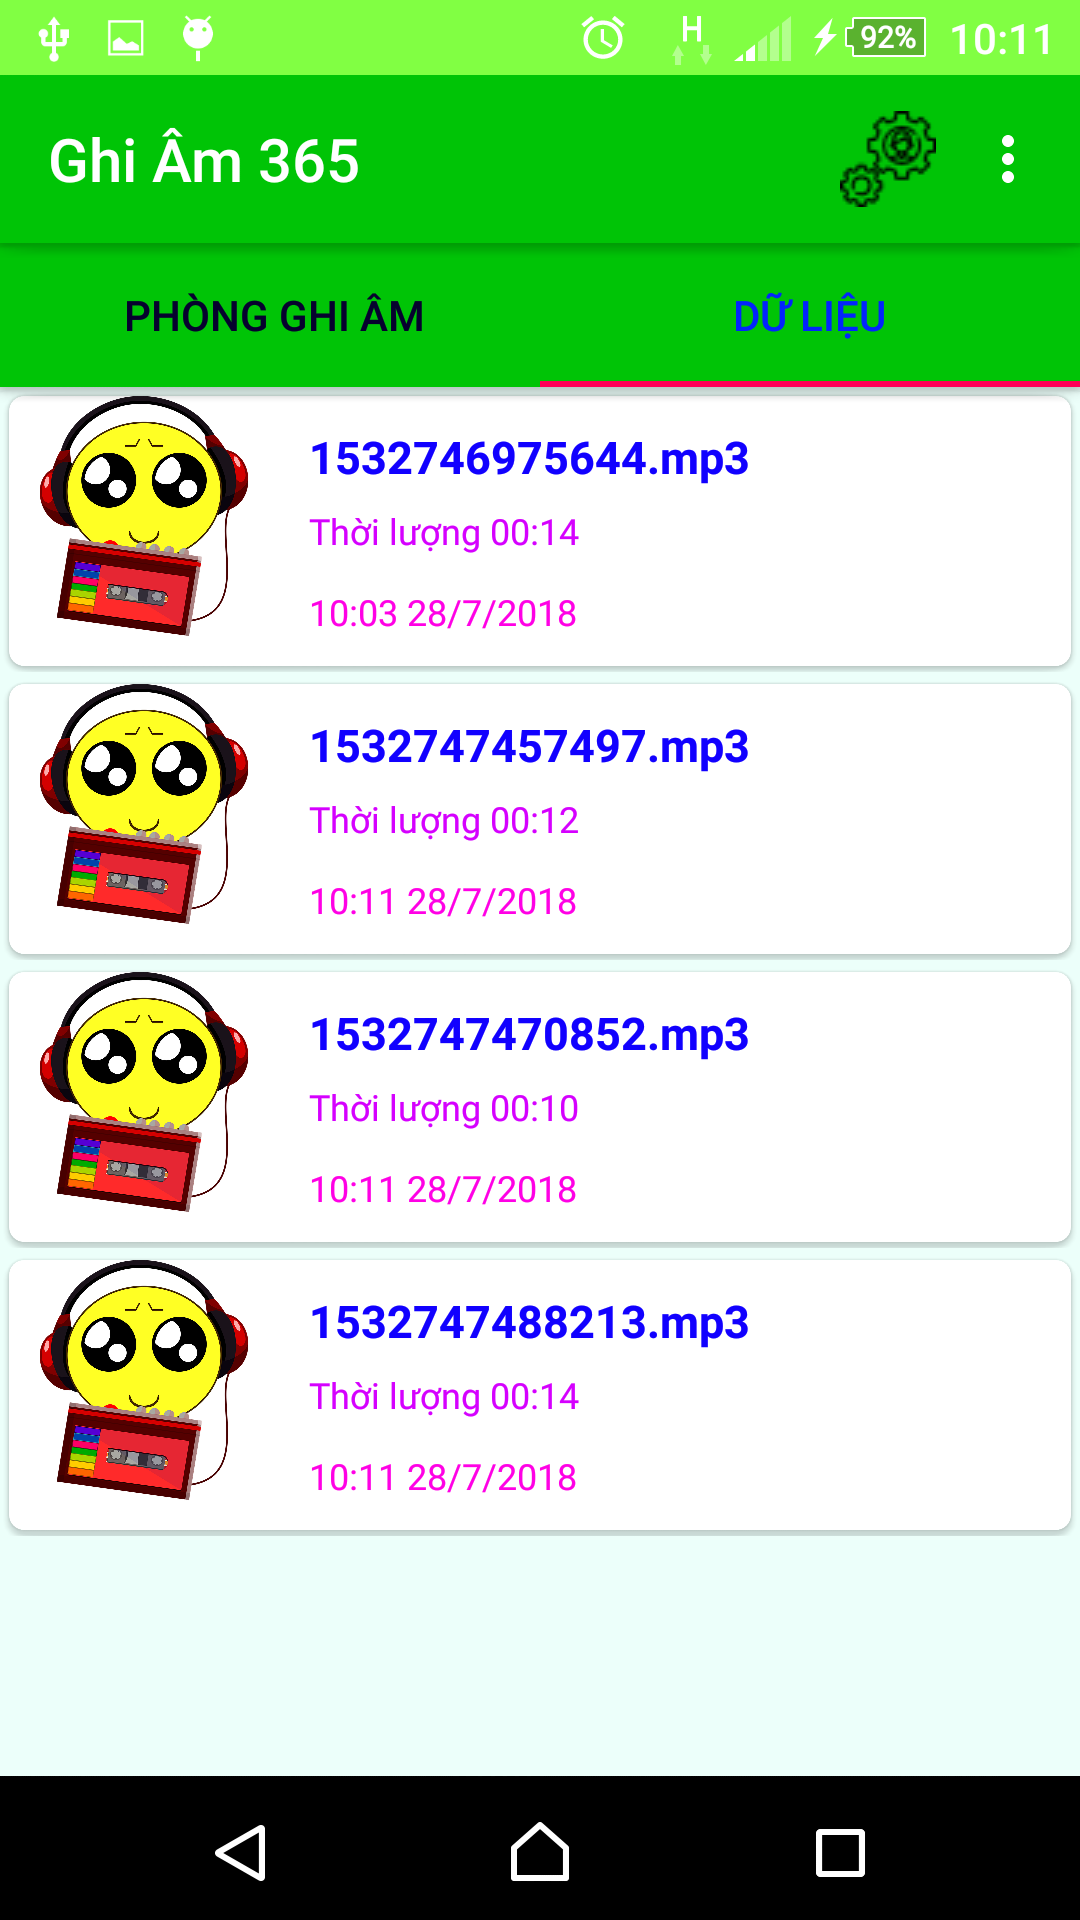 H
92%
10:11
Ghi Âm 365
PHÒNG GHI ÂM
DỮ LIỆU
1532746975644.mp3
Thời lượng 00:14
10:03 28/7/2018
1532747457497.mp3
Thời lượng 00:12
10:11 28/7/2018
1532747470852.mp3
Thời lượng 00:10
10:11 28/7/2018
1532747488213.mp3
Thời lượng 00:14
10:11 28/7/2018